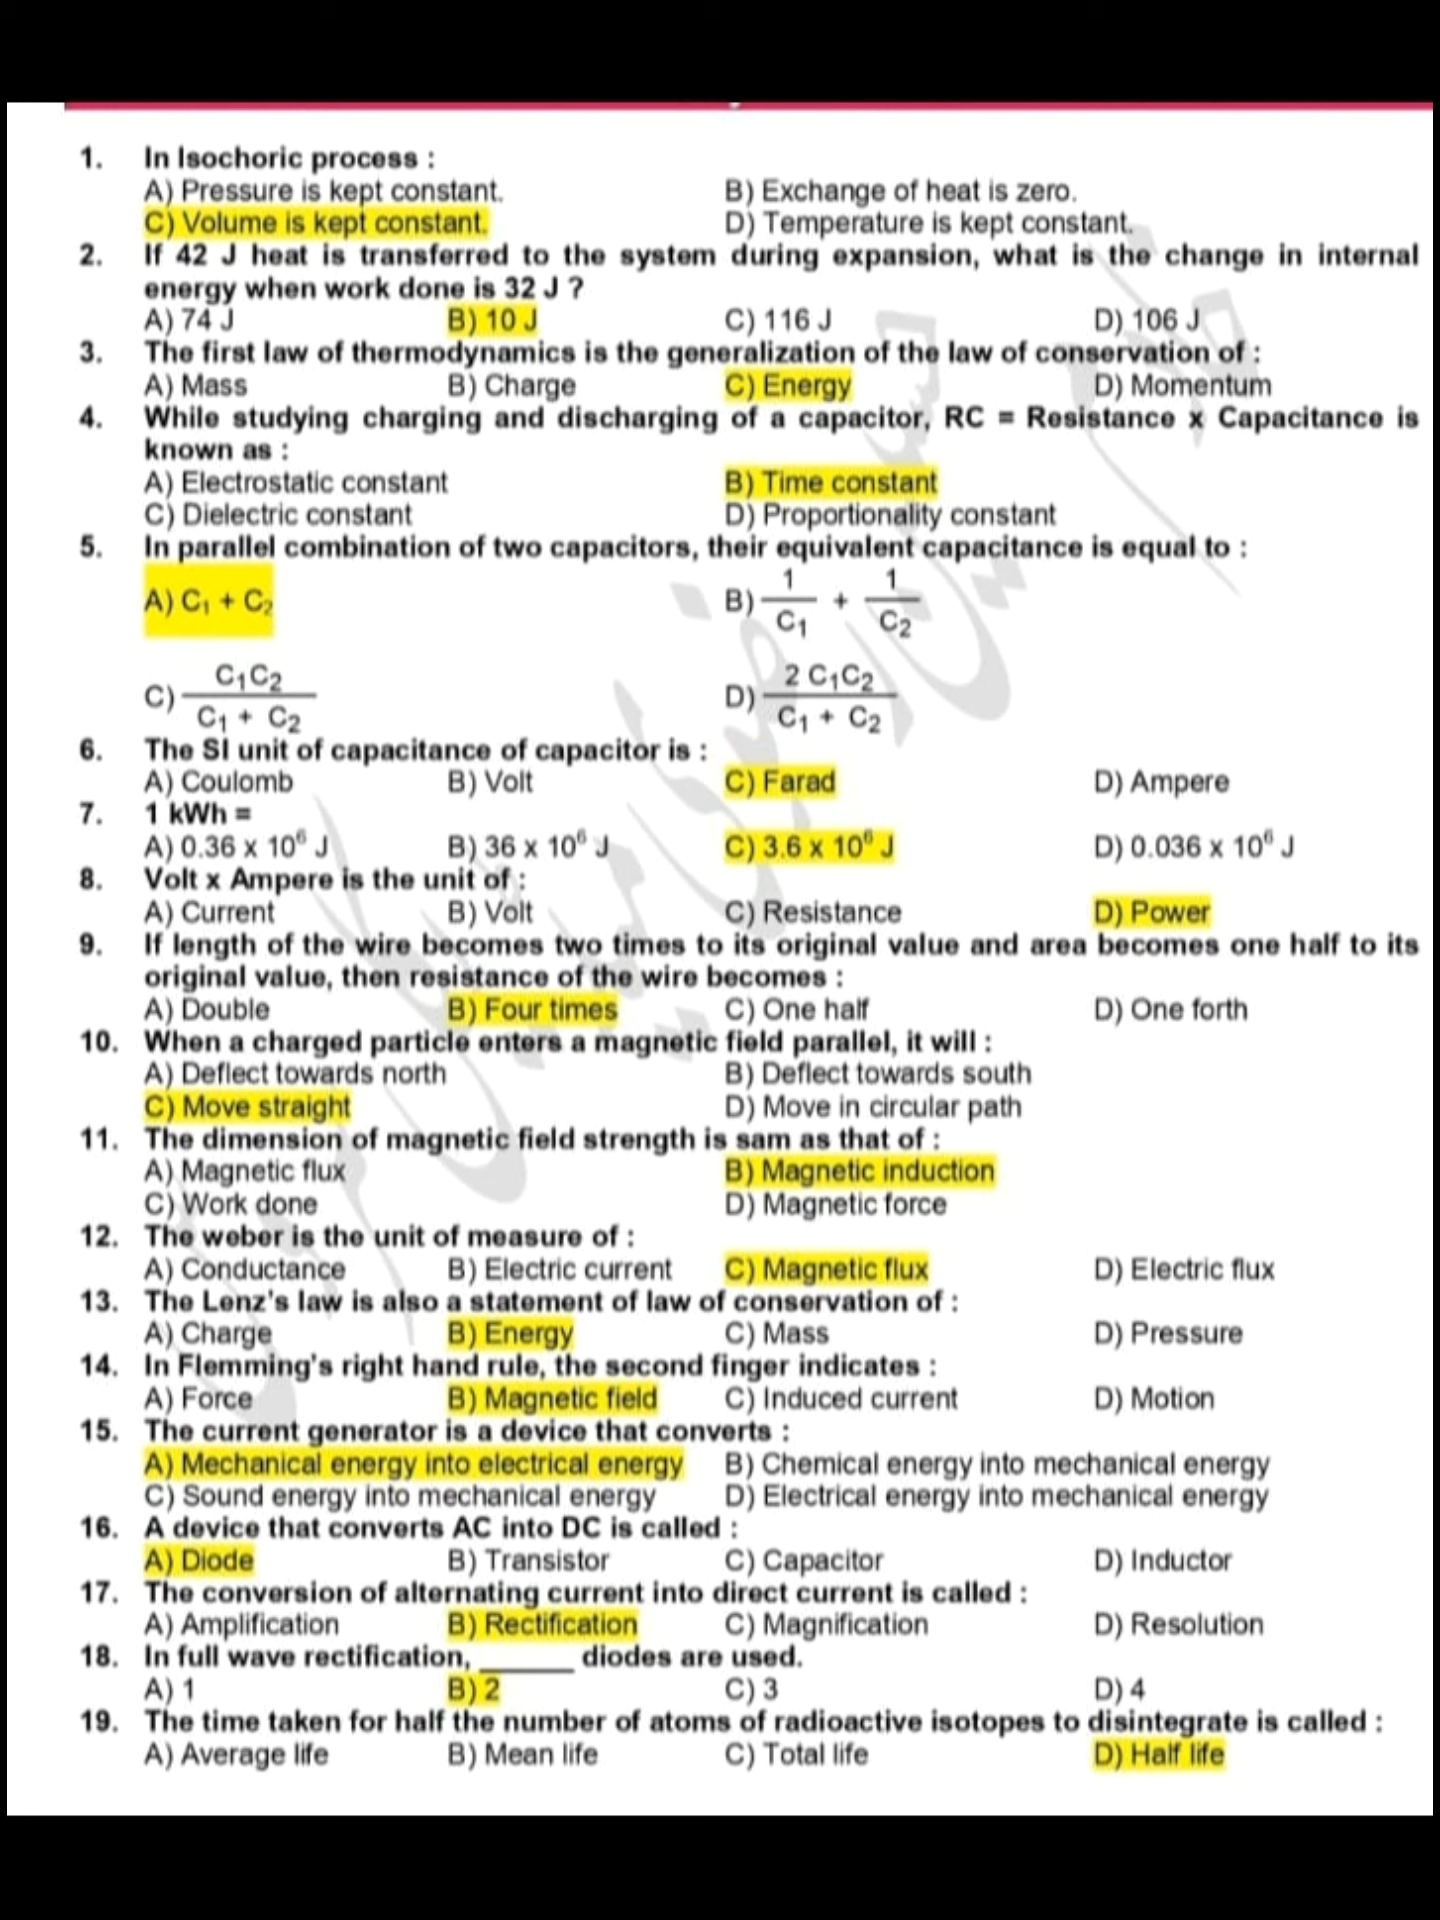 1. In Isochoric process :
A) Pressure is kept constant. B) Exchange of heat is zero.
C) Volume is kept constant. D) Temperature is kept constant.
2. If 42 J heat is transferred to the system during expansion, what is the change in internal
energy when work done is 32 J ?
A) 74 J B) 10 J C) 116 J D) 106 J
3. The first law of thermodynamics is the generalization of the law of conservation of :
A) Mass B) Charge C) Energy D) Momentum
4. While studying charging and discharging of a capacitor, RC = Resistance x Capacitance is
known as :
A) Electrostatic constant B) Time constant
C) Dielectric constant D) Proportionality constant
5. In parallel combination of two capacitors, their equivalent capacitance is equal to :
A) C₁ + C₂ B) 1/C₁ + 1/C₂
C) C₁C₂/C₁ + C₂ D) 2 C₁C₂/C₁ + C₂
6. The SI unit of capacitance of capacitor is :
A) Coulomb B) Volt C) Farad D) Ampere
7. 1 kWh =
A) 0.36 x 10⁶ J B) 36 x 10⁶ J C) 3.6 x 10⁶ J D) 0.036 x 10⁶ J
8. Volt x Ampere is the unit of :
A) Current B) Volt C) Resistance D) Power
9. If length of the wire becomes two times to its original value and area becomes one half to its
original value, then resistance of the wire becomes :
A) Double B) Four times C) One half D) One forth
10. When a charged particle enters a magnetic field parallel, it will :
A) Deflect towards north B) Deflect towards south
C) Move straight D) Move in circular path
11. The dimension of magnetic field strength is sam as that of :
A) Magnetic flux B) Magnetic induction
C) Work done D) Magnetic force
12. The weber is the unit of measure of :
A) Conductance B) Electric current C) Magnetic flux D) Electric flux
13. The Lenz's law is also a statement of law of conservation of :
A) Charge B) Energy C) Mass D) Pressure
14. In Flemming's right hand rule, the second finger indicates :
A) Force B) Magnetic field C) Induced current D) Motion
15. The current generator is a device that converts :
A) Mechanical energy into electrical energy B) Chemical energy into mechanical energy
C) Sound energy into mechanical energy D) Electrical energy into mechanical energy
16. A device that converts AC into DC is called :
A) Diode B) Transistor C) Capacitor D) Inductor
17. The conversion of alternating current into direct current is called :
A) Amplification B) Rectification C) Magnification D) Resolution
18. In full wave rectification, ______ diodes are used.
A) 1 B) 2 C) 3 D) 4
19. The time taken for half the number of atoms of radioactive isotopes to disintegrate is called :
A) Average life B) Mean life C) Total life D) Half life